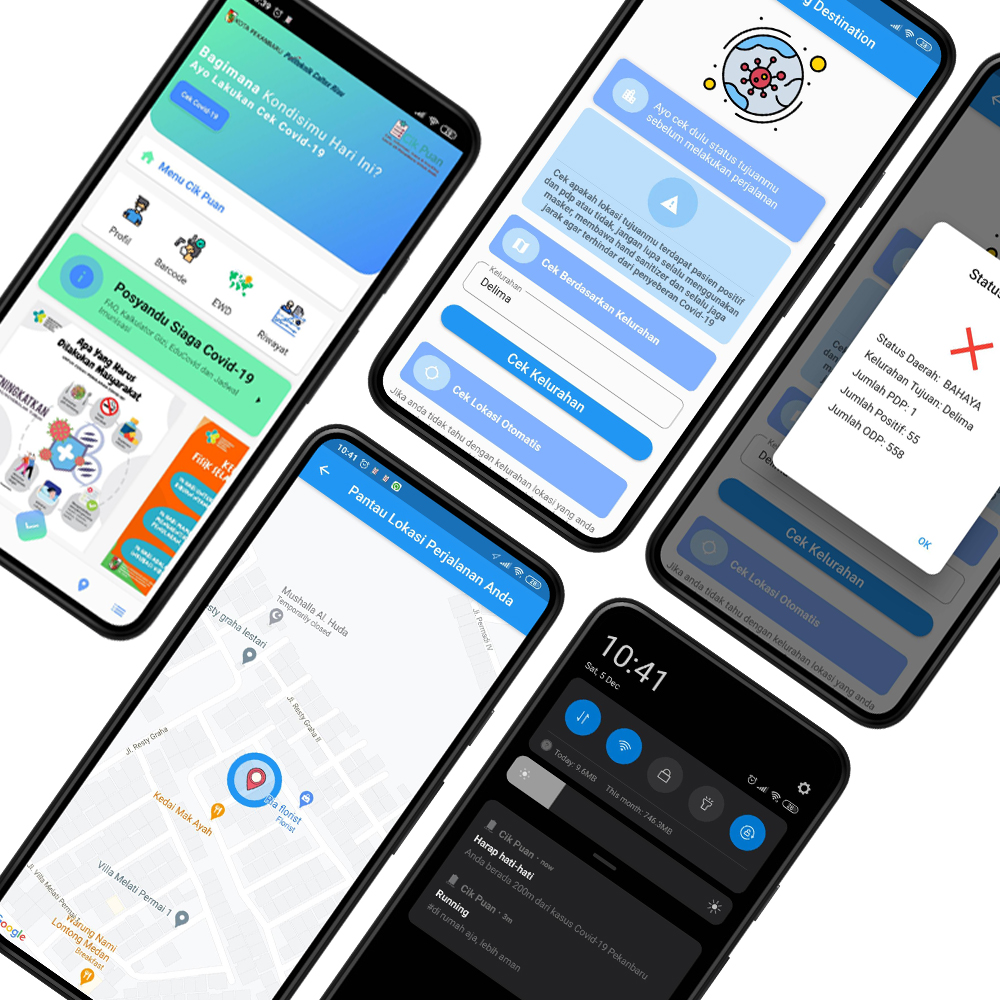 KOTA PEKANBARU
Politeknik Caltex Riau
Bagimana Kondisimu Hari Ini?
Ayo Lakukan Cek Covid-19
Cek Covid-19
Cik Puan
Menu Cik Puan
Profil
Barcode
EWD
Riwayat
Posyandu Siaga Covid-19
FAQ, Kalkulator Gizi, EduCovid dan Jadwal
Imunisasi
Apa Yang Harus
Dilakukan Masyarakat
g Destination
Ayo cek dulu status tujuanmu
sebelum melakukan perjalanan
Cek apakah lokasi tujuanmu terdapat pasien positif
dan pdp atau tidak, jangan lupa selalu menggunakan
masker, membawa hand sanitizer dan selalu jaga
jarak agar terhindar dari penyeberan Covid-19
Cek Berdasarkan Kelurahan
Kelurahan
Delima
Cek Kelurahan
Cek Lokasi Otomatis
Jika anda tidak tahu dengan kelurahan lokasi yang anda
Status
Status Daerah: BAHAYA
Kelurahan Tujuan: Delima
Jumlah PDP: 1
Jumlah Positif: 55
Jumlah ODP: 558
OK
Cek Kelurahan
Cek Lokasi Otomatis
Jika anda tidak tahu dengan kelurahan lokasi yang anda
10:41
Pantau Lokasi Perjalanan Anda
Mushalla Al. Huda
Temporarily closed
esty graha lestari
Jl. Permadi IV
Jl. Resty Graha II
Jl. Resty Graha
Kedai Mak Ayah
Bia florist
Florist
Villa Melati Permai 1
Jl. Villa Melati Permai
Warung Nami
Lontong Medan
Breakfast
Google
10:41
Sat, 5 Dec
Today: 9.6MB
This month: 746.3MB
Cik Puan • now
Harap hati-hati
Anda berada 200m dari kasus Covid-19 Pekanbaru
Cik Puan • 3m
Running
#di rumah aja, lebih aman